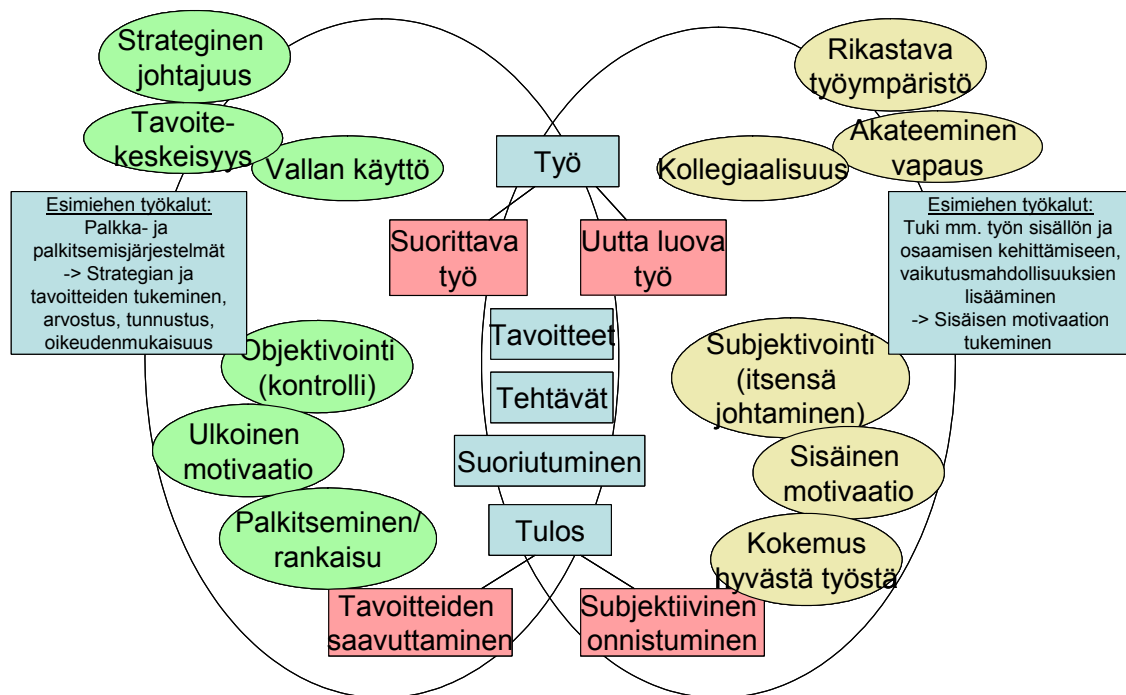 Strateginen
johtajuus
Tavoite-
keskeisyys
Vallan käyttö
Työ
Rikastava
työympäristö
Akateeminen
vapaus
Kollegiaalisuus
Esimiehen työkalut:
Palkka- ja
palkitsemisjärjestelmät
-> Strategian ja
tavoitteiden tukeminen,
arvostus, tunnustus,
oikeudenmukaisuus
Suorittava
työ
Uutta luova
työ
Esimiehen työkalut:
Tuki mm. työn sisällön ja
osaamisen kehittämiseen,
vaikutusmahdollisuuksien
lisääminen
-> Sisäisen motivaation
tukeminen
Tavoitteet
Tehtävät
Suoriutuminen
Tulos
Objektivointi
(kontrolli)
Ulkoinen
motivaatio
Palkitseminen/
rankaisu
Subjektivointi
(itsensä
johtaminen)
Sisäinen
motivaatio
Kokemus
hyvästä työstä
Tavoitteiden
saavuttaminen
Subjektiivinen
onnistuminen